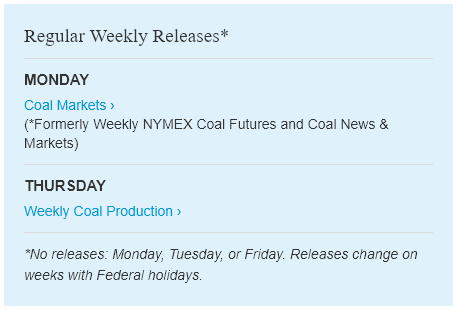 Regular Weekly Releases*
MONDAY
Coal Markets ›
(*Formerly Weekly NYMEX Coal Futures and Coal News &
Markets)
THURSDAY
Weekly Coal Production ›
*No releases: Monday, Tuesday, or Friday. Releases change on
weeks with Federal holidays.